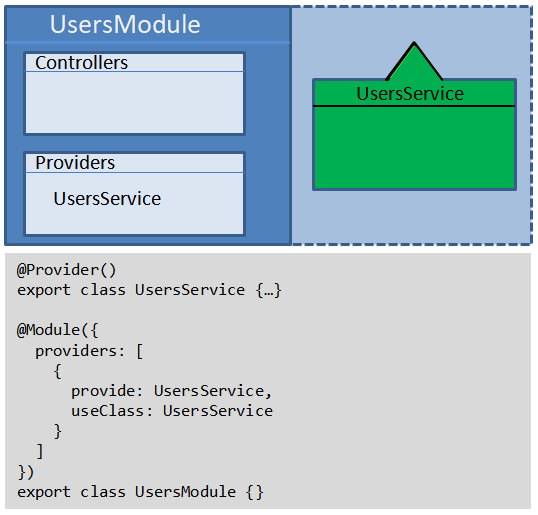 UsersModule
Controllers
Providers
UsersService
UsersService
@Provider()
export class UsersService {…}
@Module({
  providers: [
    {
      provide: UsersService,
      useClass: UsersService
    }
  ]
})
export class UsersModule {}